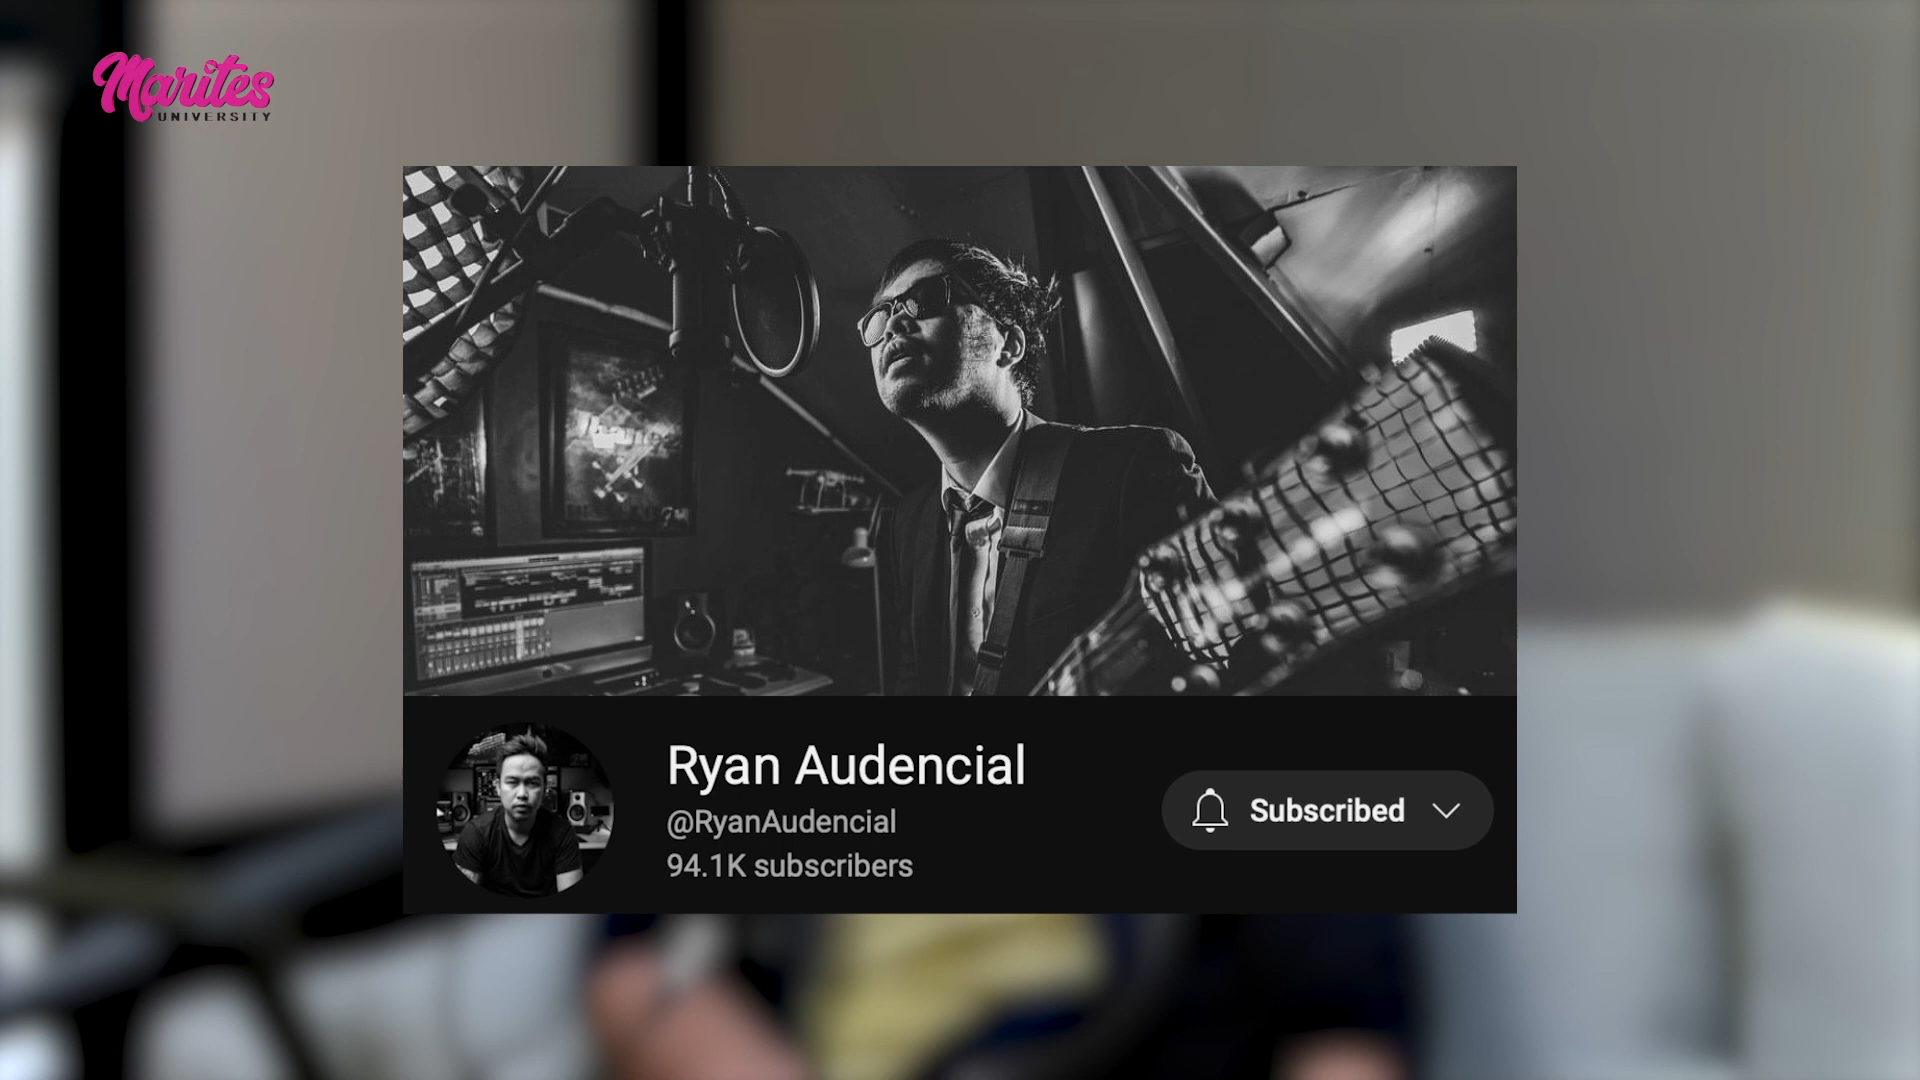 Marites
UNIVERSITY
Ryan Audencial
@RyanAudencial
94.1K subscribers
Subscribed